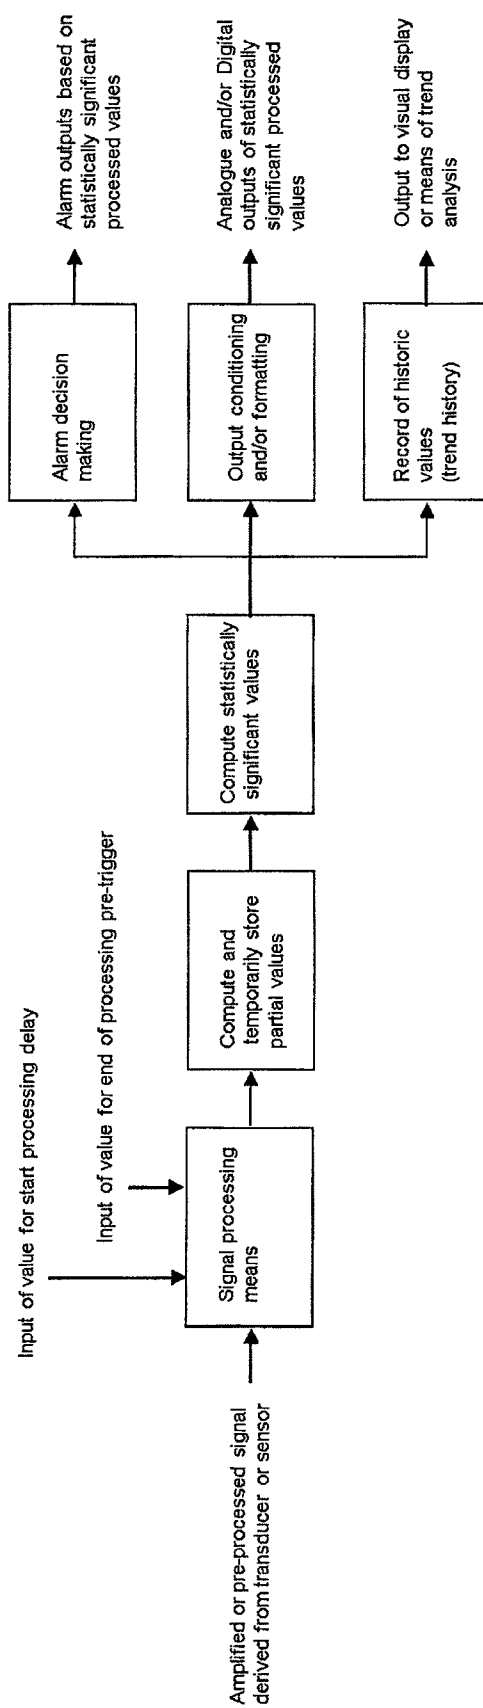 Amplified or pre-processed signal
derived from transducer or sensor
Input of value for start processing delay
Input of value for end of processing pre-trigger
Signal processing
means
Compute and
temporarily store
partial values
Compute statistically
significant values
Alarm decision
making
Alarm outputs based on
statistically significant
processed values
Output conditioning
and/or formatting
Analogue and/or Digital
outputs of statistically
significant processed
values
Record of historic
values
(trend history)
Output to visual display
or means of trend
analysis